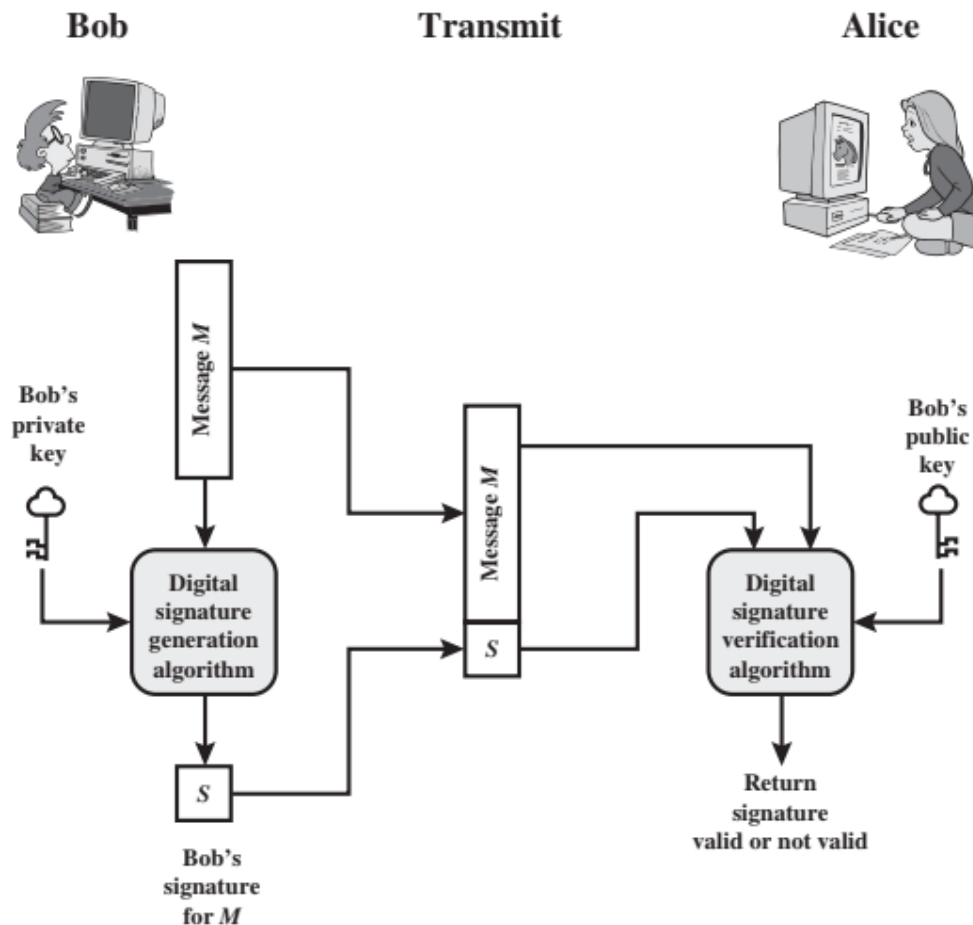 Bob
Transmit
Alice
Message M
Bob's
private
key
Message M
Bob's
public
key
Digital
signature
generation
algorithm
S
Digital
signature
verification
algorithm
S
Bob's
signature
for M
Return
signature
valid or not valid